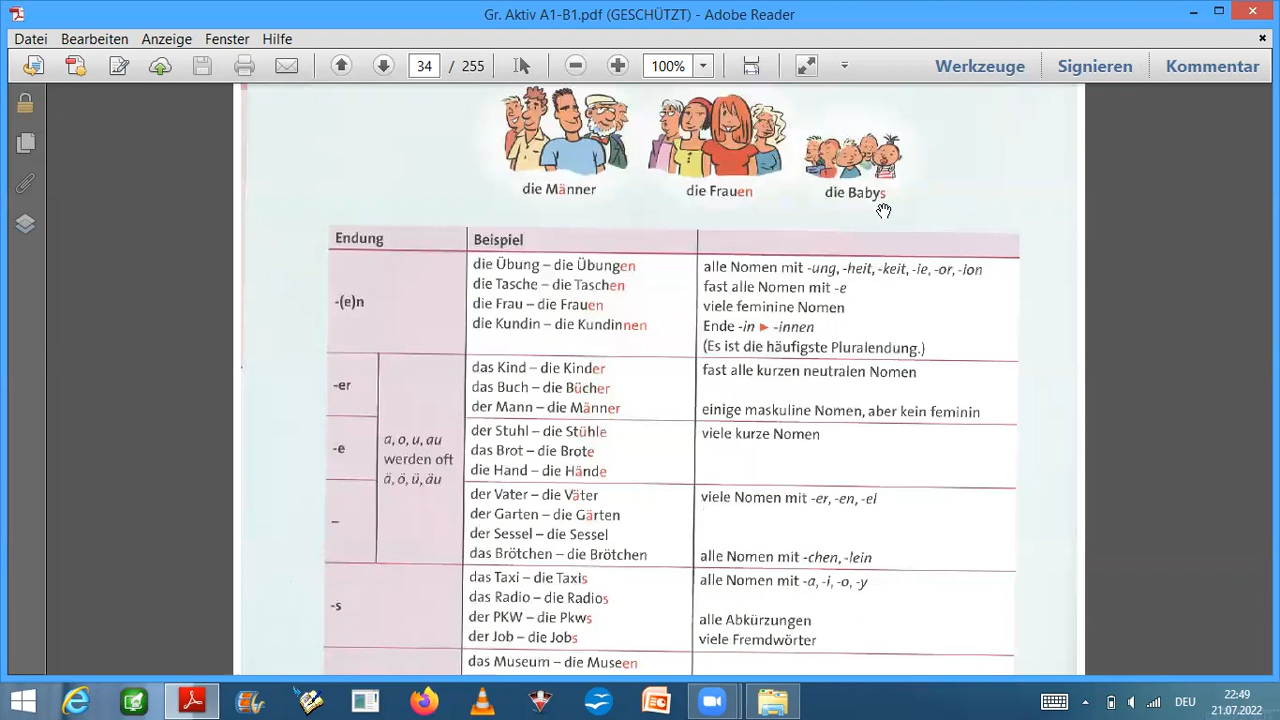 Gr. Aktiv A1-B1.pdf (GESCHÜTZT) - Adobe Reader
Datei Bearbeiten Anzeige Fenster Hilfe
34 / 255 100% Werkzeuge Signieren Kommentar
die Männer die Frauen die Babys
Endung Beispiel
-(e)n
die Übung – die Übungen
die Tasche – die Taschen
die Frau – die Frauen
die Kundin – die Kundinnen
alle Nomen mit -ung, -heit, -keit, -ie, -or, -ion
fast alle Nomen mit -e
viele feminine Nomen
Ende -in ► -innen
(Es ist die häufigste Pluralendung.)
-er
a, o, u, au
werden oft
ä, ö, ü, äu
das Kind – die Kinder
das Buch – die Bücher
der Mann – die Männer
fast alle kurzen neutralen Nomen
einige maskuline Nomen, aber kein feminin
-e
der Stuhl – die Stühle
das Brot – die Brote
die Hand – die Hände
viele kurze Nomen
–
der Vater – die Väter
der Garten – die Gärten
der Sessel – die Sessel
das Brötchen – die Brötchen
viele Nomen mit -er, -en, -el
alle Nomen mit -chen, -lein
-s
das Taxi – die Taxis
das Radio – die Radios
der PKW – die Pkws
der Job – die Jobs
alle Nomen mit -a, -i, -o, -y
alle Abkürzungen
viele Fremdwörter
das Museum – die Museen
DEU
22:49
21.07.2022